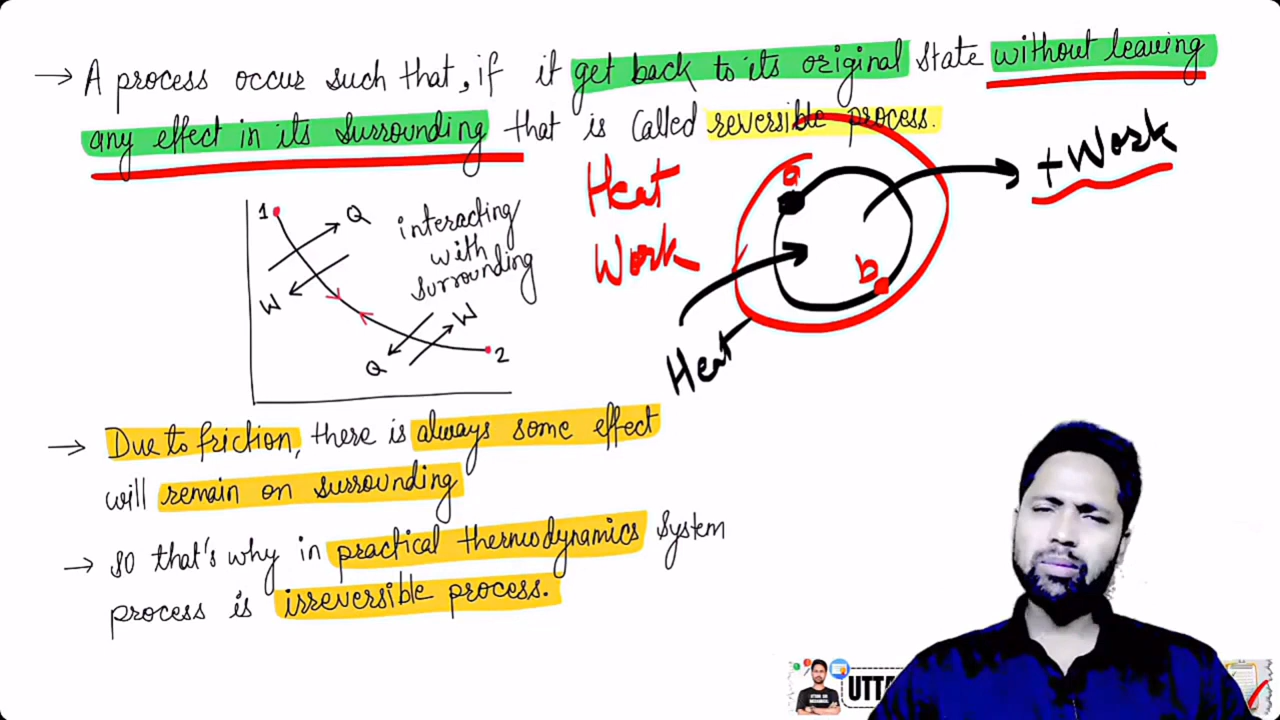 → A process occur such that, if it get back to its original state without leaving
any effect in its surrounding that is called reversible process.
+Work
Heat
Work
a
b
Heat
1
Q
W
interacting
with
surrounding
W
Q
2
→ Due to friction, there is always some effect
will remain on surrounding
→ so that's why in practical thermodynamics system
process is irreversible process.
UTTA